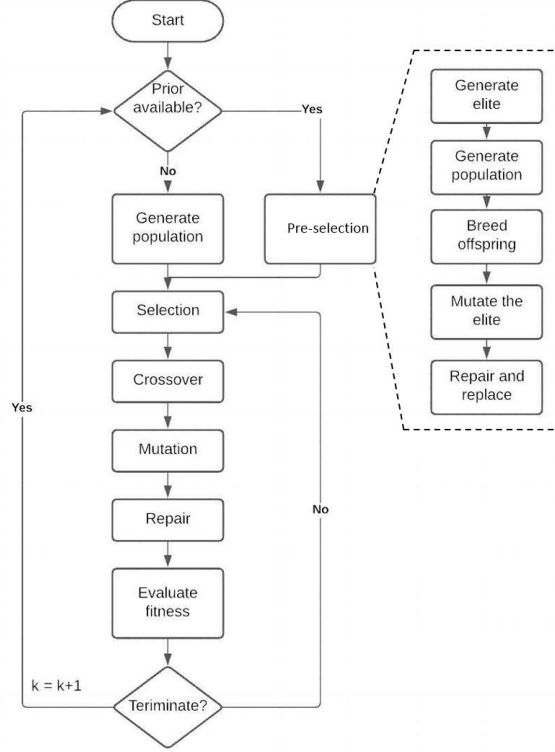 Start
Prior
available?
Yes
No
Generate
population
Pre-selection
Selection
Crossover
Mutation
Repair
Evaluate
fitness
Teriminate?
No
Yes
k = k+1
Generate
elite
Generate
population
Breed
offspring
Mutate the
elite
Repair and
replace